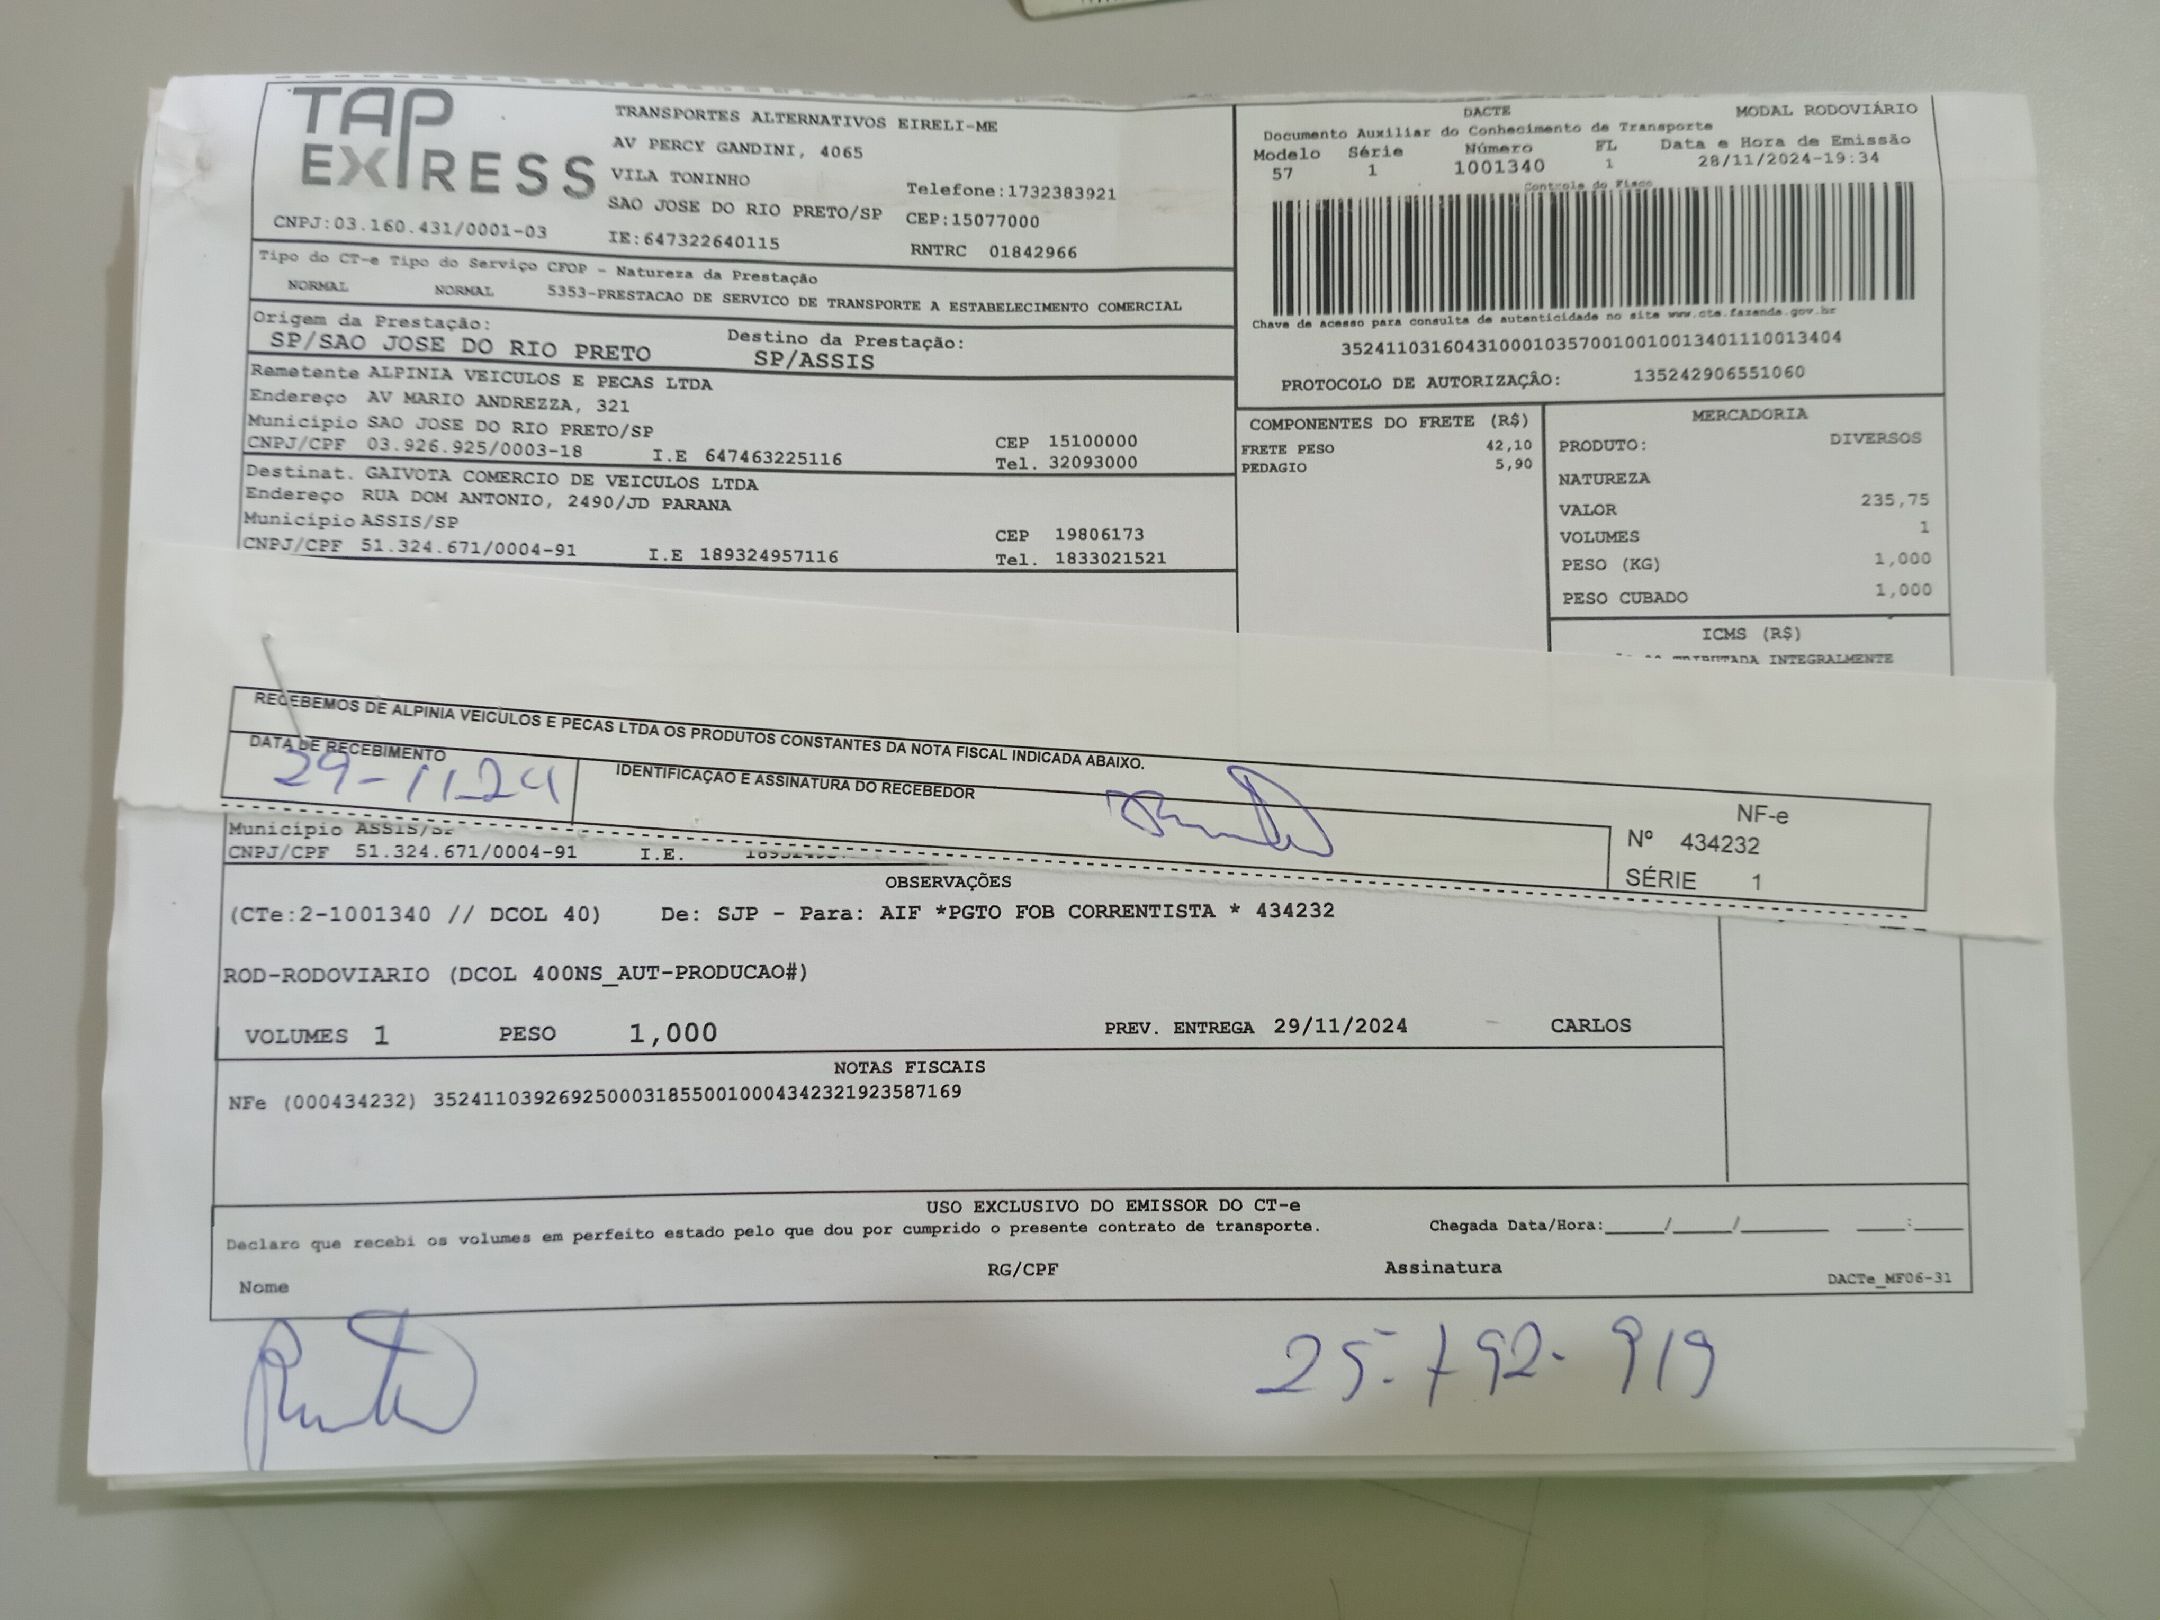 TAP EXPRESS
TRANSPORTES ALTERNATIVOS EIRELI-ME
AV PERCY GANDINI, 4065
VILA TONINHO
Telefone:1732383921
SAO JOSE DO RIO PRETO/SP CEP:15077000
CNPJ:03.160.431/0001-03 IE:647322640115 RNTRC 01842966
DACTE MODAL RODOVIÁRIO
Documento Auxiliar do Conhecimento de Transporte
Modelo Série Número FL Data e Hora de Emissão
57 1 1001340 1 28/11/2024-19:34
Controle do Fisco
Chave de acesso para consulta de autenticidade no site www.cte.fazenda.gov.br
35241103160431000103570010010013401110013404
PROTOCOLO DE AUTORIZAÇÃO: 135242906551060
Tipo do CT-e Tipo do Serviço CFOP - Natureza da Prestação
NORMAL NORMAL 5353-PRESTACAO DE SERVICO DE TRANSPORTE A ESTABELECIMENTO COMERCIAL
Origem da Prestação: Destino da Prestação:
SP/SAO JOSE DO RIO PRETO SP/ASSIS
Remetente ALPINIA VEICULOS E PECAS LTDA
Endereço AV MARIO ANDREZZA, 321
Município SAO JOSE DO RIO PRETO/SP CEP 15100000
CNPJ/CPF 03.926.925/0003-18 I.E 647463225116 Tel. 32093000
Destinat. GAIVOTA COMERCIO DE VEICULOS LTDA
Endereço RUA DOM ANTONIO, 2490/JD PARANA
Município ASSIS/SP CEP 19806173
CNPJ/CPF 51.324.671/0004-91 I.E 189324957116 Tel. 1833021521
COMPONENTES DO FRETE (R$)
FRETE PESO 42,10
PEDAGIO 5,90
MERCADORIA
PRODUTO: DIVERSOS
NATUREZA
VALOR 235,75
VOLUMES 1
PESO (KG) 1,000
PESO CUBADO 1,000
ICMS (R$)
TRIBUTADA INTEGRALMENTE
RECEBEMOS DE ALPINIA VEICULOS E PECAS LTDA OS PRODUTOS CONSTANTES DA NOTA FISCAL INDICADA ABAIXO.
DATA DE RECEBIMENTO IDENTIFICAÇÃO E ASSINATURA DO RECEBEDOR
29-11-24
NF-e
Nº 434232
SÉRIE 1
Município ASSIS/SP
CNPJ/CPF 51.324.671/0004-91 I.E.
OBSERVAÇÕES
(CTe:2-1001340 // DCOL 40) De: SJP - Para: AIF *PGTO FOB CORRENTISTA * 434232
ROD-RODOVIARIO (DCOL 400NS_AUT-PRODUCAO#)
VOLUMES 1 PESO 1,000 PREV. ENTREGA 29/11/2024 - CARLOS
NOTAS FISCAIS
NFe (000434232) 35241103926925000318550010004342321923587169
USO EXCLUSIVO DO EMISSOR DO CT-e
Declaro que recebi os volumes em perfeito estado pelo que dou por cumprido o presente contrato de transporte. Chegada Data/Hora:____/____/______ ___:___
Nome RG/CPF Assinatura DACTe_MF06-31
25.792-919